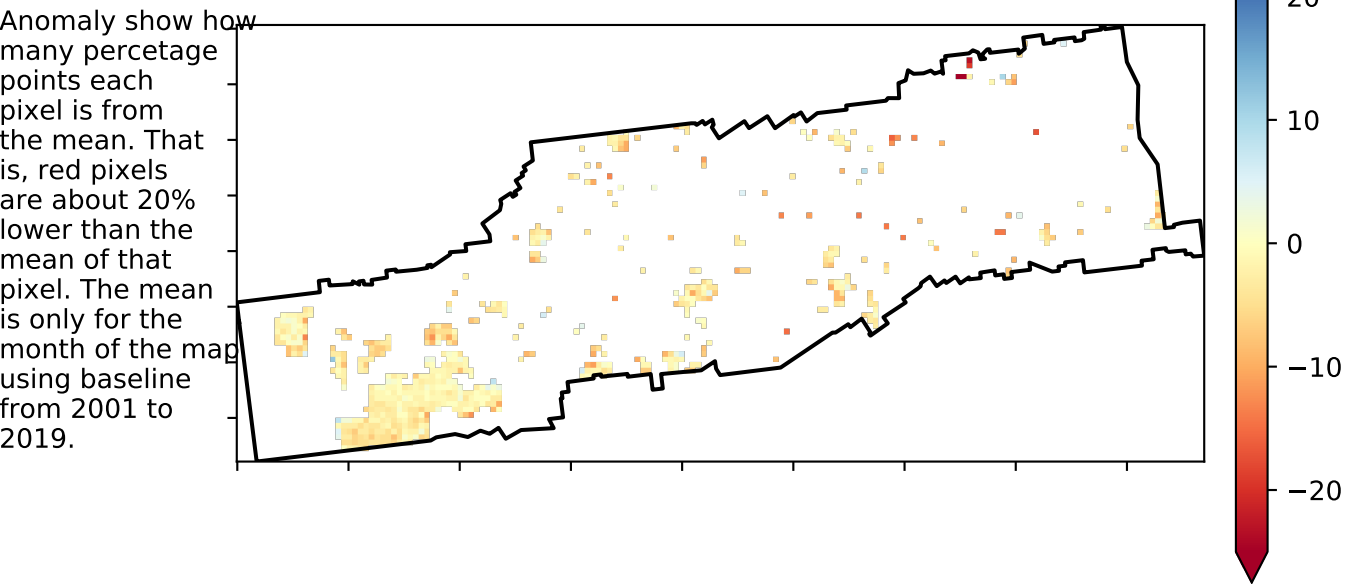 Anomaly show how
many percetage
points each
pixel is from
the mean. That
is, red pixels
are about 20%
lower than the
mean of that
pixel. The mean
is only for the
month of the map
using baseline
from 2001 to
2019.
20
10
0
−10
−20